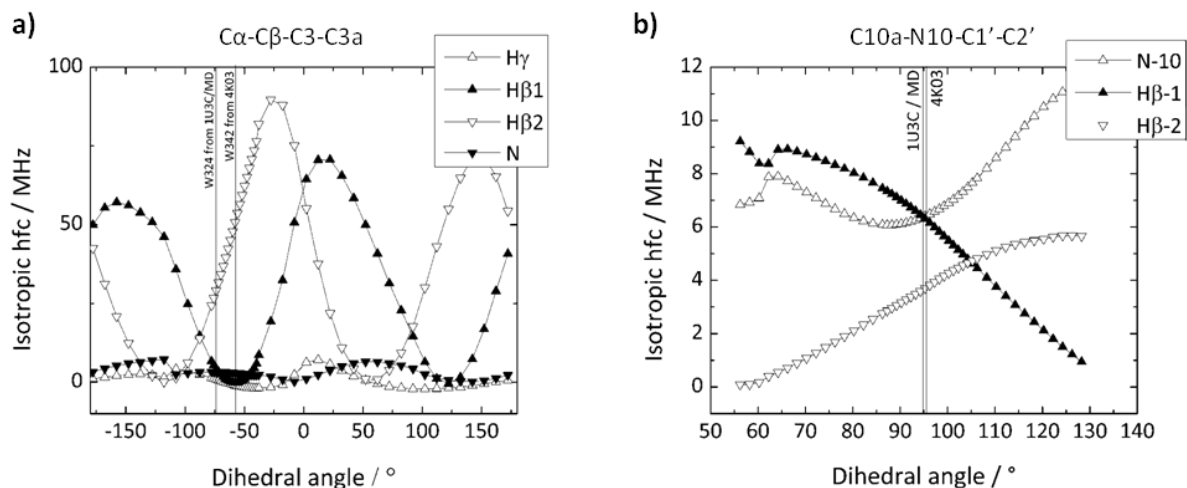 a)
Cα-Cβ-C3-C3a
Isotropic hfc / MHz
100
50
0
W324 from 1U3C/MD
W342 from 4K03
Hγ
Hβ1
Hβ2
N
-150 -100 -50 0 50 100 150
Dihedral angle / °
b)
C10a-N10-C1’-C2’
Isotropic hfc / MHz
12
10
8
6
4
2
0
1U3C / MD
4K03
N-10
Hβ-1
Hβ-2
50 60 70 80 90 100 110 120 130 140
Dihedral angle / °